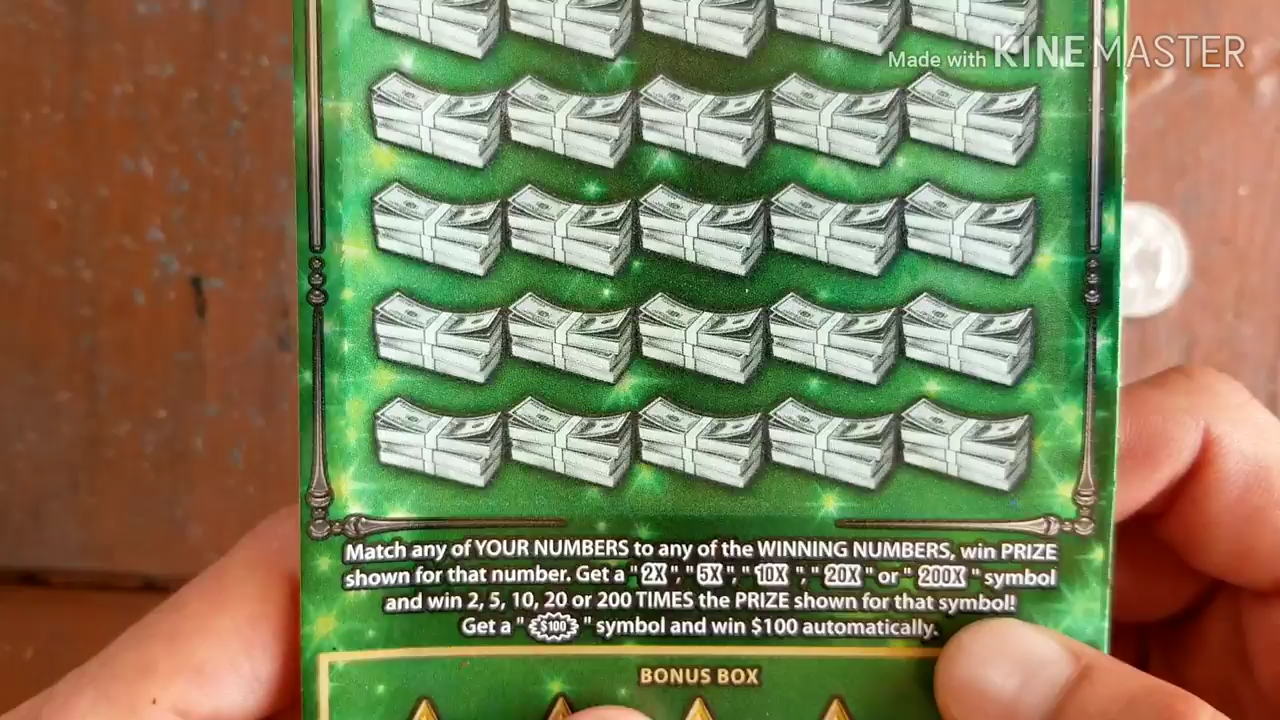 Made with KINEMASTER
Match any of YOUR NUMBERS to any of the WINNING NUMBERS, win PRIZE
shown for that number. Get a "2X", "5X", "10X", "20X" or "200X" symbol
and win 2, 5, 10, 20 or 200 TIMES the PRIZE shown for that symbol!
Get a "$100" symbol and win $100 automatically.
BONUS BOX